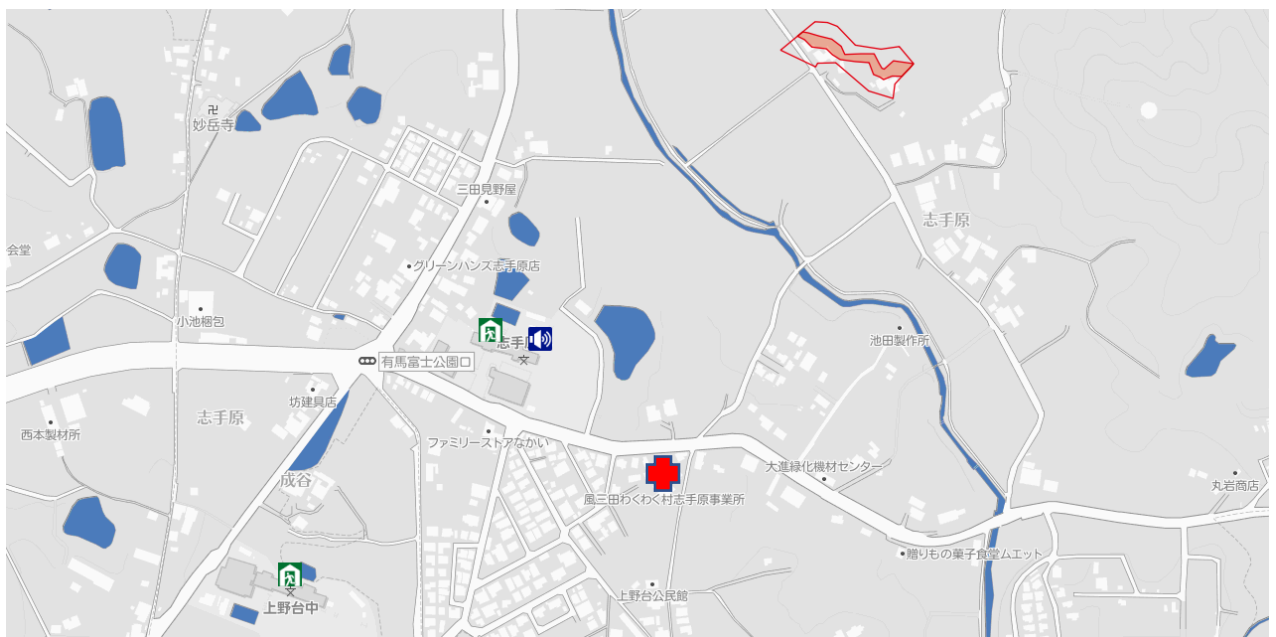 妙岳寺
三田見野屋
志手原
会堂
グリーンハンズ志手原店
小池梱包
志手
池田製作所
有馬富士公園口
坊建具店
志手原
西本製材所
ファミリーストアなかい
大進緑化機材センター
成谷
丸岩商店
風三田わくわく村志手原事業所
贈りもの菓子食堂ムエット
上野台公民館
上野台中